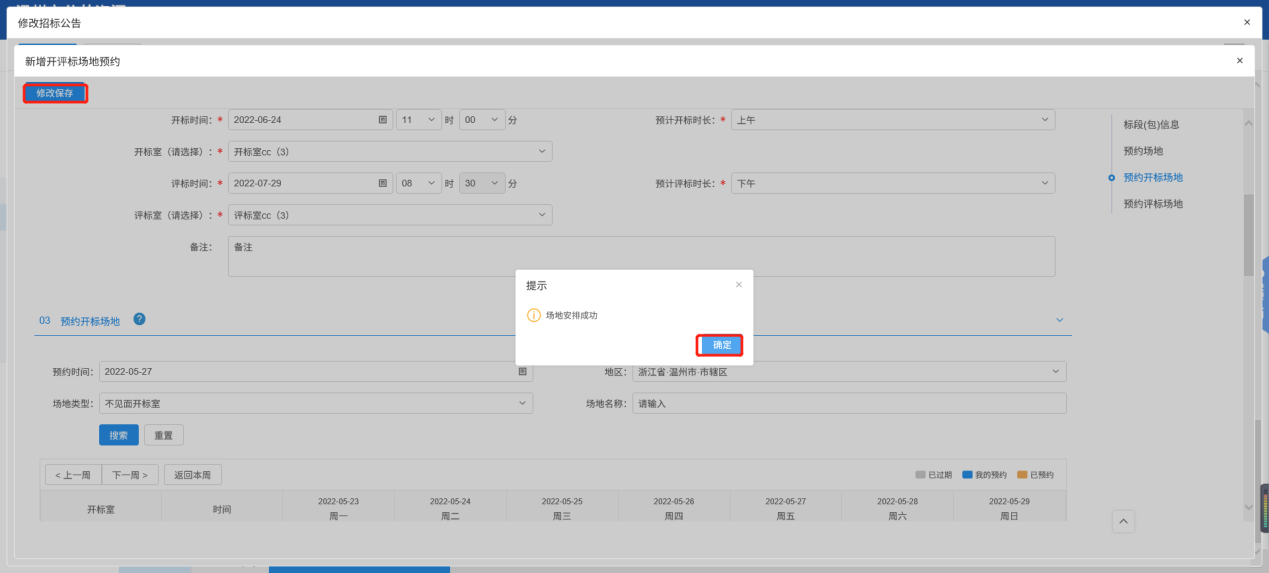 修改招标公告
×
新增开评标场地预约
×
修改保存
开标时间： * 2022-06-24 11 时 00 分 预计开标时长： * 上午
开标室（请选择）： * 开标室cc（3）
评标时间： * 2022-07-29 08 时 30 分 预计评标时长： * 下午
评标室（请选择）： * 评标室cc（3）
备注： 备注
标段(包)信息
预约场地
预约开标场地
预约评标场地
提示 ×
场地安排成功
确定
03 预约开标场地 ?
预约时间： 2022-05-27 地区： 浙江省·温州市·市辖区
场地类型： 不见面开标室 场地名称： 请输入
搜索 重置
< 上一周 下一周 > 返回本周 已过期 我的预约 已预约
开标室 时间 2022-05-23 2022-05-24 2022-05-25 2022-05-26 2022-05-27 2022-05-28 2022-05-29
周一 周二 周三 周四 周五 周六 周日